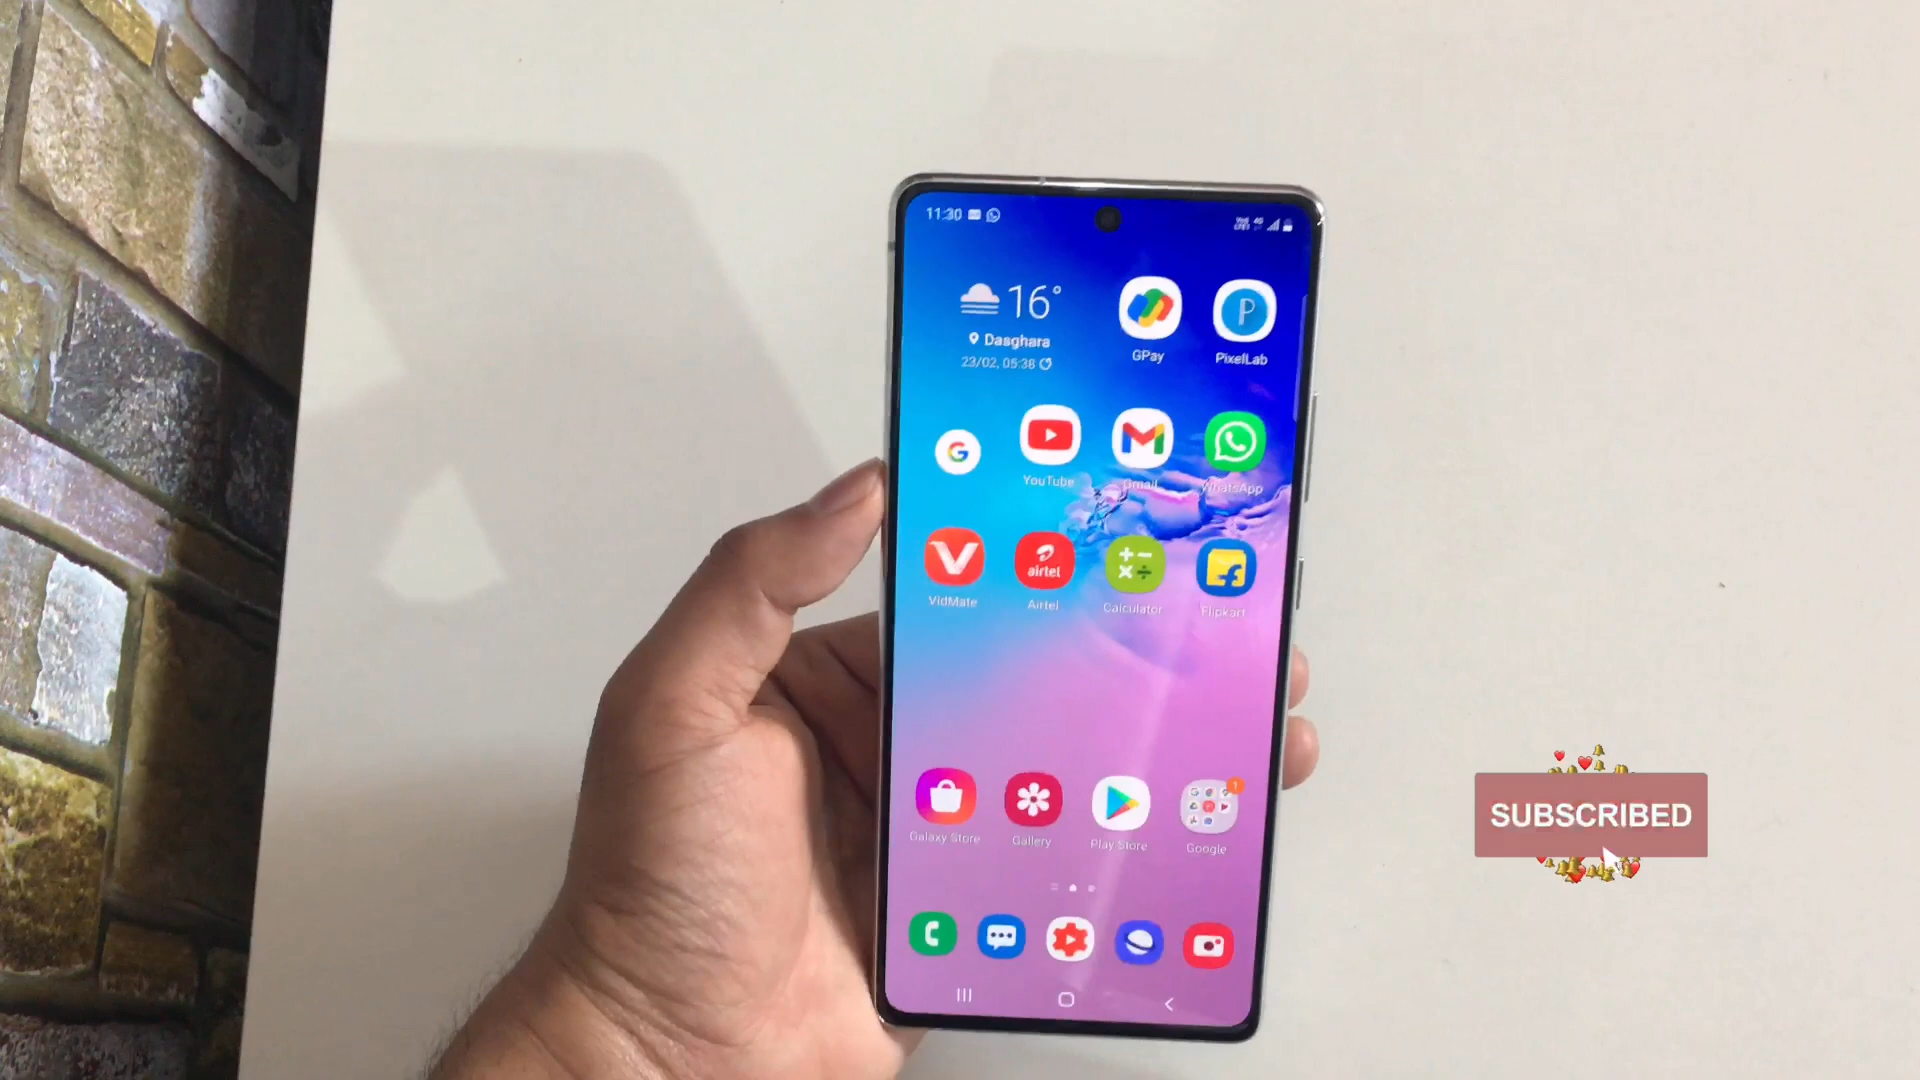 11:30
16°
Dasghara
23/02, 05:38
GPay
PixelLab
YouTube
Gmail
WhatsApp
airtel
VidMate
Airtel
Calculator
Flipkart
1
Galaxy Store
Gallery
Play Store
Google
SUBSCRIBED